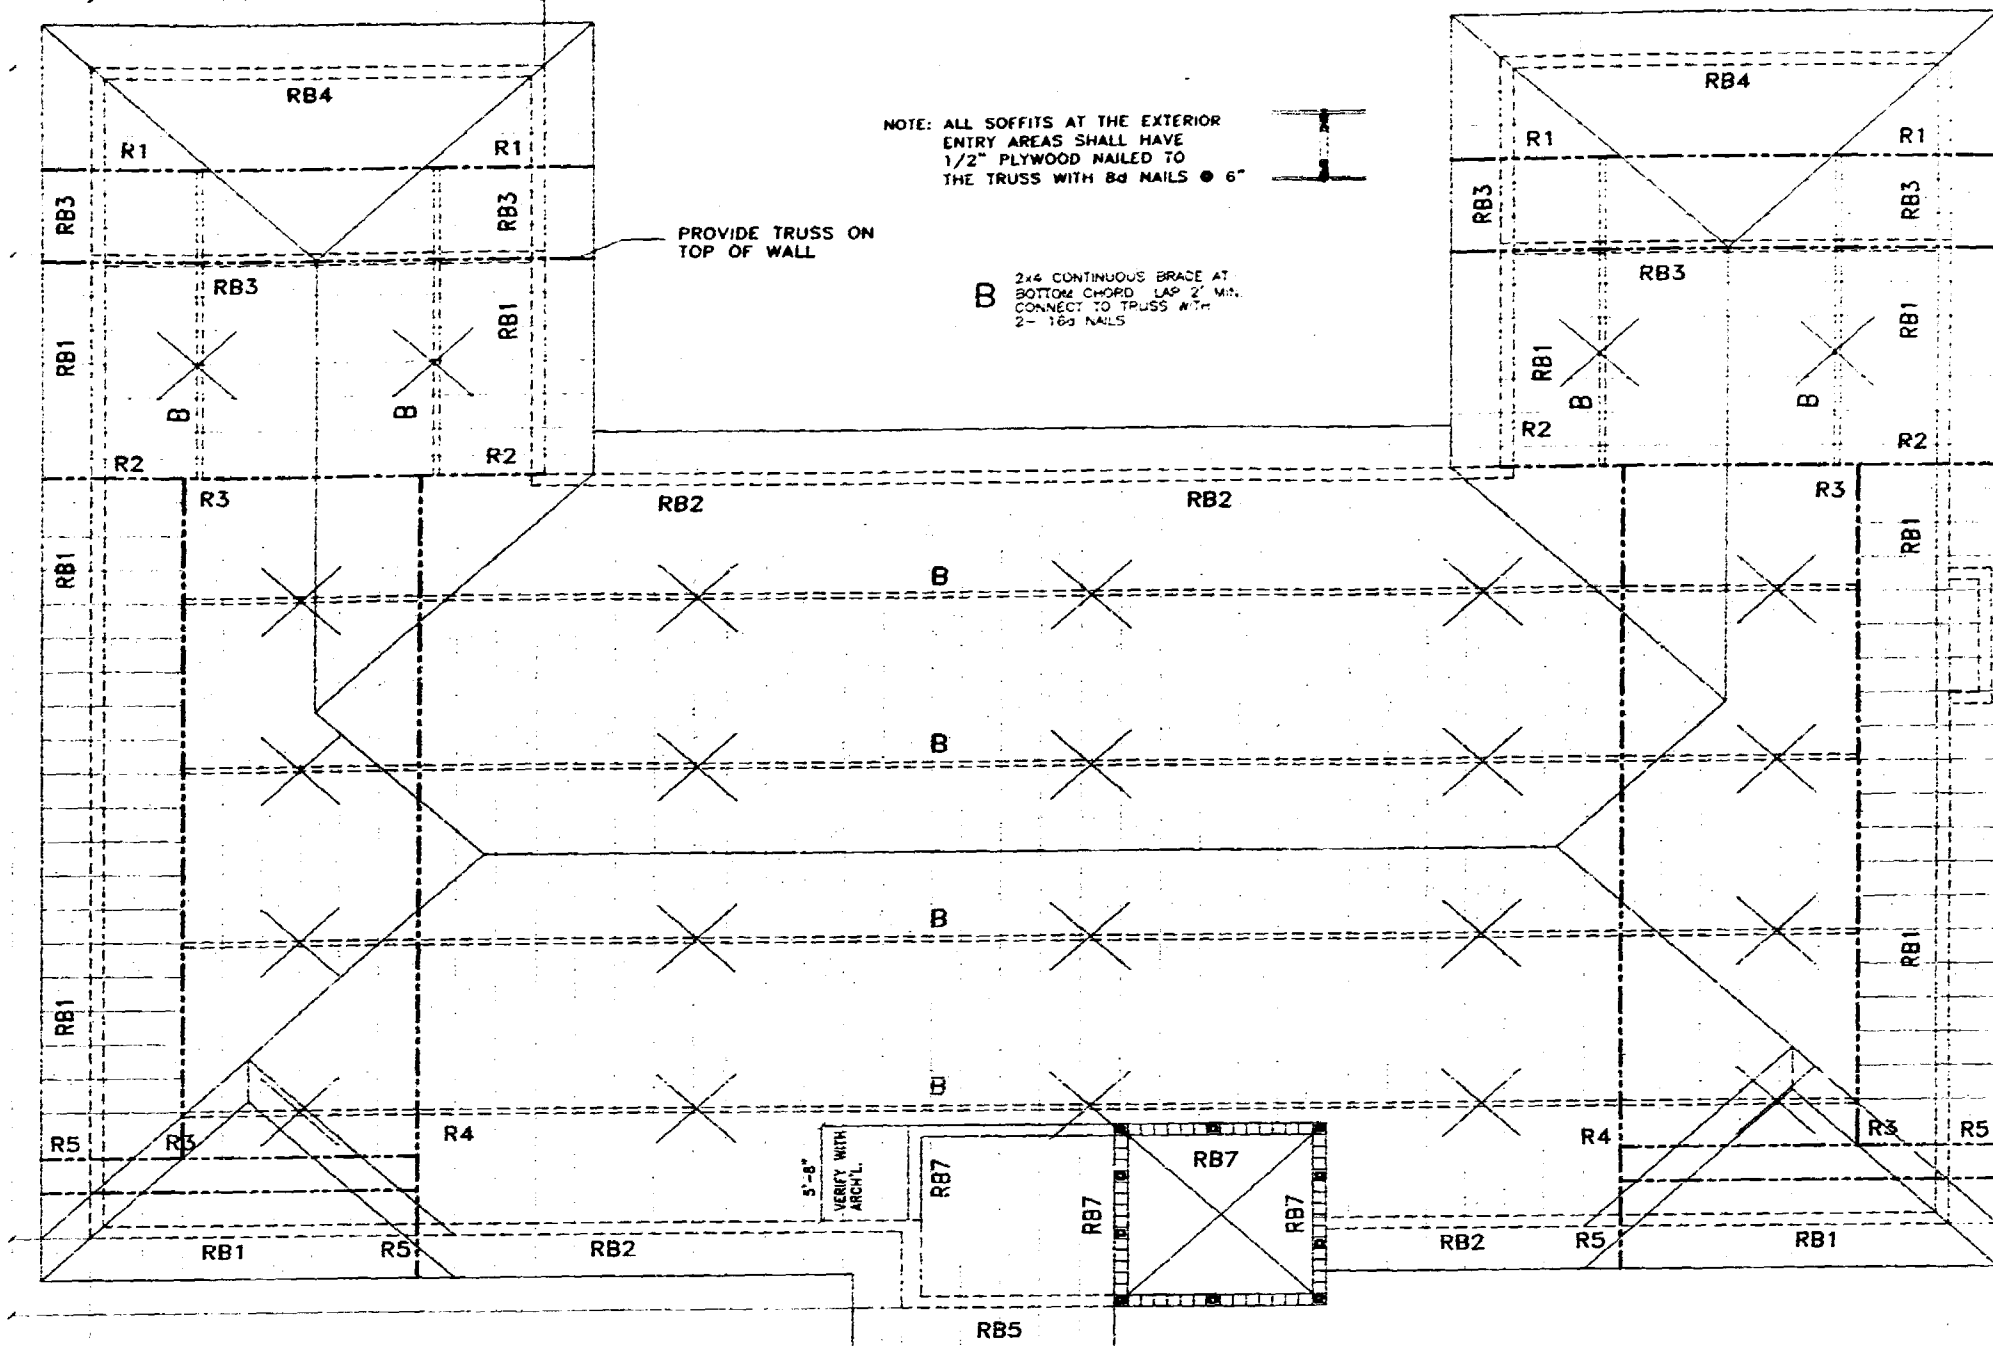 RB4
RB4
NOTE: ALL SOFFITS AT THE EXTERIOR
ENTRY AREAS SHALL HAVE
1/2" PLYWOOD NAILED TO
THE TRUSS WITH 8d NAILS @ 6"
R1
R1
R1
R1
RB3
RB3
RB3
RB3
PROVIDE TRUSS ON
TOP OF WALL
RB3
RB3
B
2x4 CONTINUOUS BRACE AT
BOTTOM CHORD LAP 2' MIN.
CONNECT TO TRUSS WITH
2- 16d NAILS
RB1
RB1
RB1
RB1
B
B
B
B
R2
R2
R2
R2
R3
RB2
RB2
R3
RB1
RB1
B
B
B
RB1
RB1
B
R5
R3
R4
5'-8"
VERIFY WITH
ARCH'L.
RB7
RB7
RB7
RB7
R4
R3
R5
RB1
R5
RB2
RB2
R5
RB1
RB5